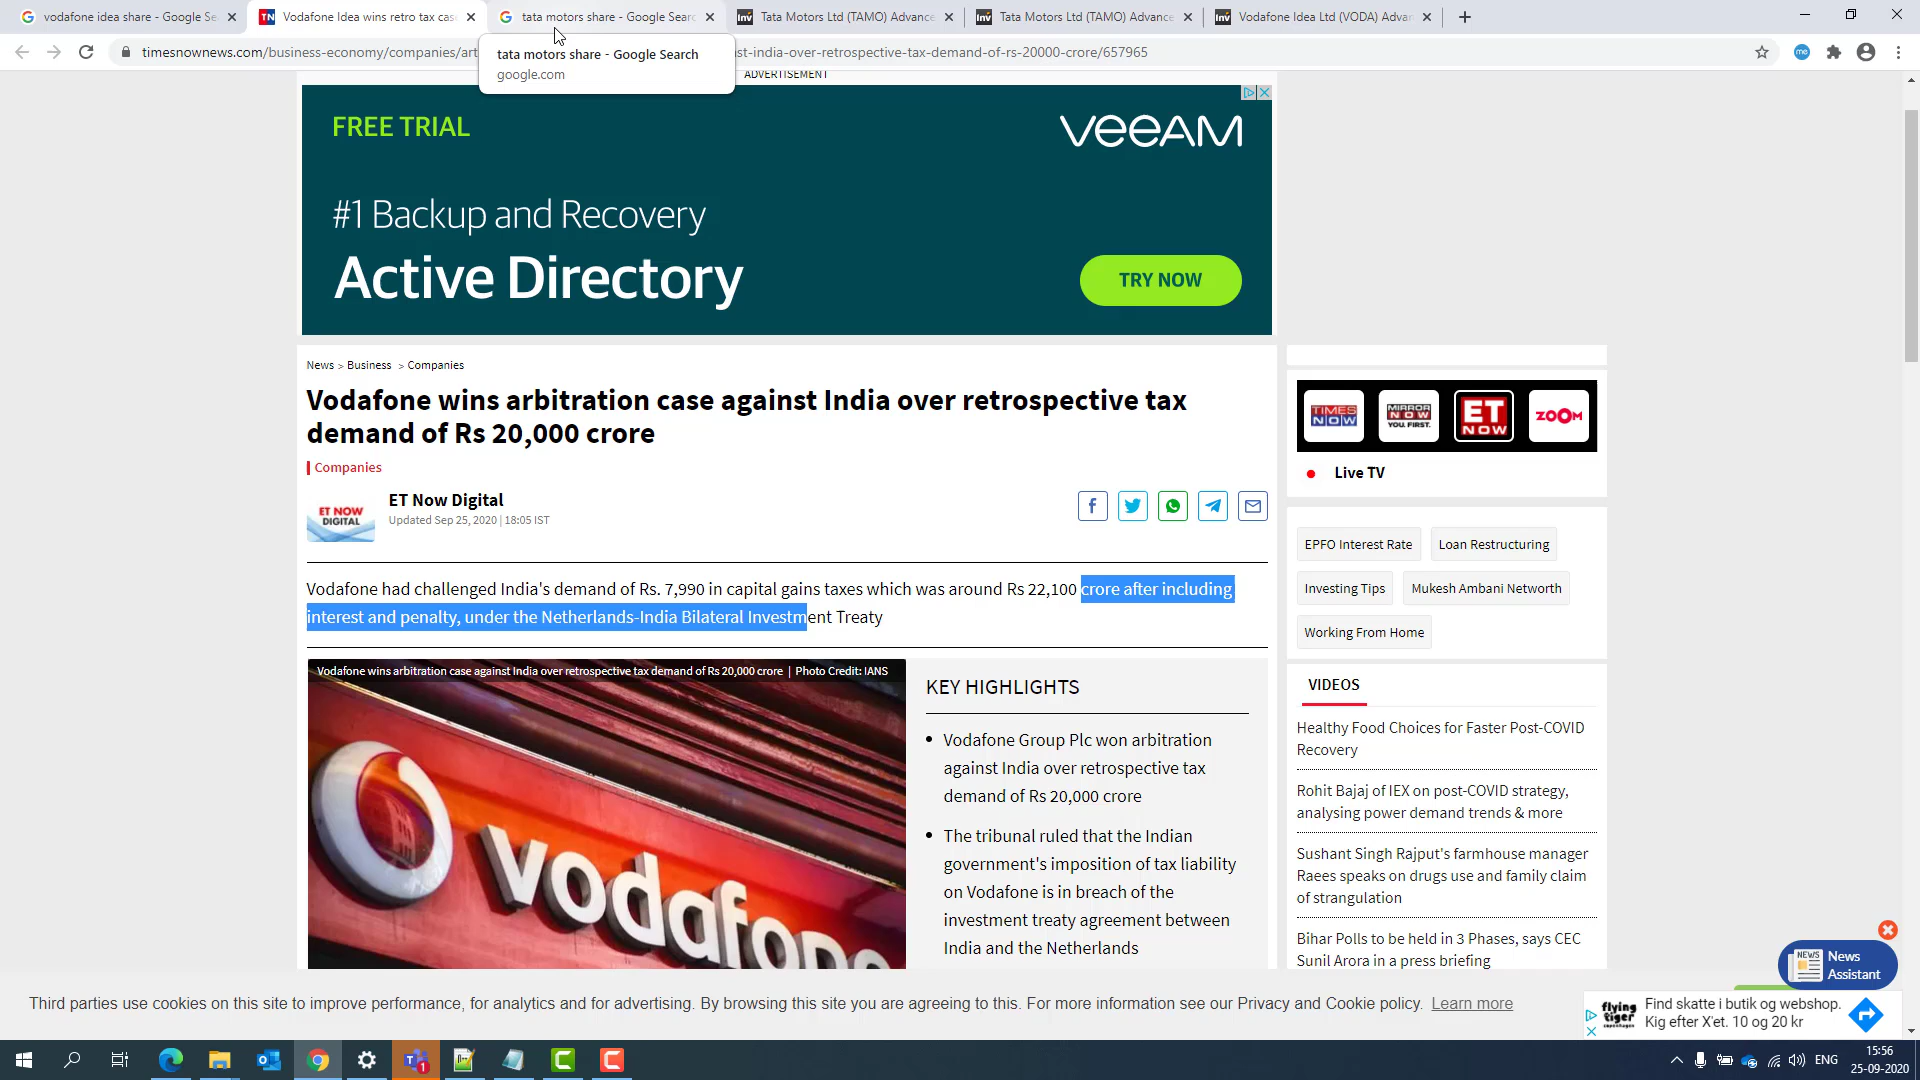 vodafone idea share - Google Se
Vodafone Idea wins retro tax cas
tata motors share - Google Searc
Tata Motors Ltd (TAMO) Advance
Tata Motors Ltd (TAMO) Advance
Vodafone Idea Ltd (VODA) Advan
timesnownews.com/business-economy/companies/art
st-india-over-retrospective-tax-demand-of-rs-20000-crore/657965
tata motors share - Google Search
google.com
ADVERTISEMENT
FREE TRIAL
veeAM
#1 Backup and Recovery
Active Directory
TRY NOW
News > Business > Companies
Vodafone wins arbitration case against India over retrospective tax
demand of Rs 20,000 crore
Companies
ET NOW
DIGITAL
ET Now Digital
Updated Sep 25, 2020 | 18:05 IST
Vodafone had challenged India's demand of Rs. 7,990 in capital gains taxes which was around Rs 22,100 crore after including
interest and penalty, under the Netherlands-India Bilateral Investment Treaty
Vodafone wins arbitration case against India over retrospective tax demand of Rs 20,000 crore | Photo Credit: IANS
vodafone
KEY HIGHLIGHTS
• Vodafone Group Plc won arbitration
against India over retrospective tax
demand of Rs 20,000 crore
• The tribunal ruled that the Indian
government's imposition of tax liability
on Vodafone is in breach of the
investment treaty agreement between
India and the Netherlands
TIMES
NOW
MIRROR
NOW
YOU. FIRST.
ET
NOW
ZOOM
Live TV
EPFO Interest Rate
Loan Restructuring
Investing Tips
Mukesh Ambani Networth
Working From Home
VIDEOS
Healthy Food Choices for Faster Post-COVID
Recovery
Rohit Bajaj of IEX on post-COVID strategy,
analysing power demand trends & more
Sushant Singh Rajput's farmhouse manager
Raees speaks on drugs use and family claim
of strangulation
Bihar Polls to be held in 3 Phases, says CEC
Sunil Arora in a press briefing
NEWS
News
Assistant
Third parties use cookies on this site to improve performance, for analytics and for advertising. By browsing this site you are agreeing to this. For more information see our Privacy and Cookie policy. Learn more
flying
tiger
copenhagen
Find skatte i butik og webshop.
Kig efter X'et. 10 og 20 kr
ENG
15:56
25-09-2020